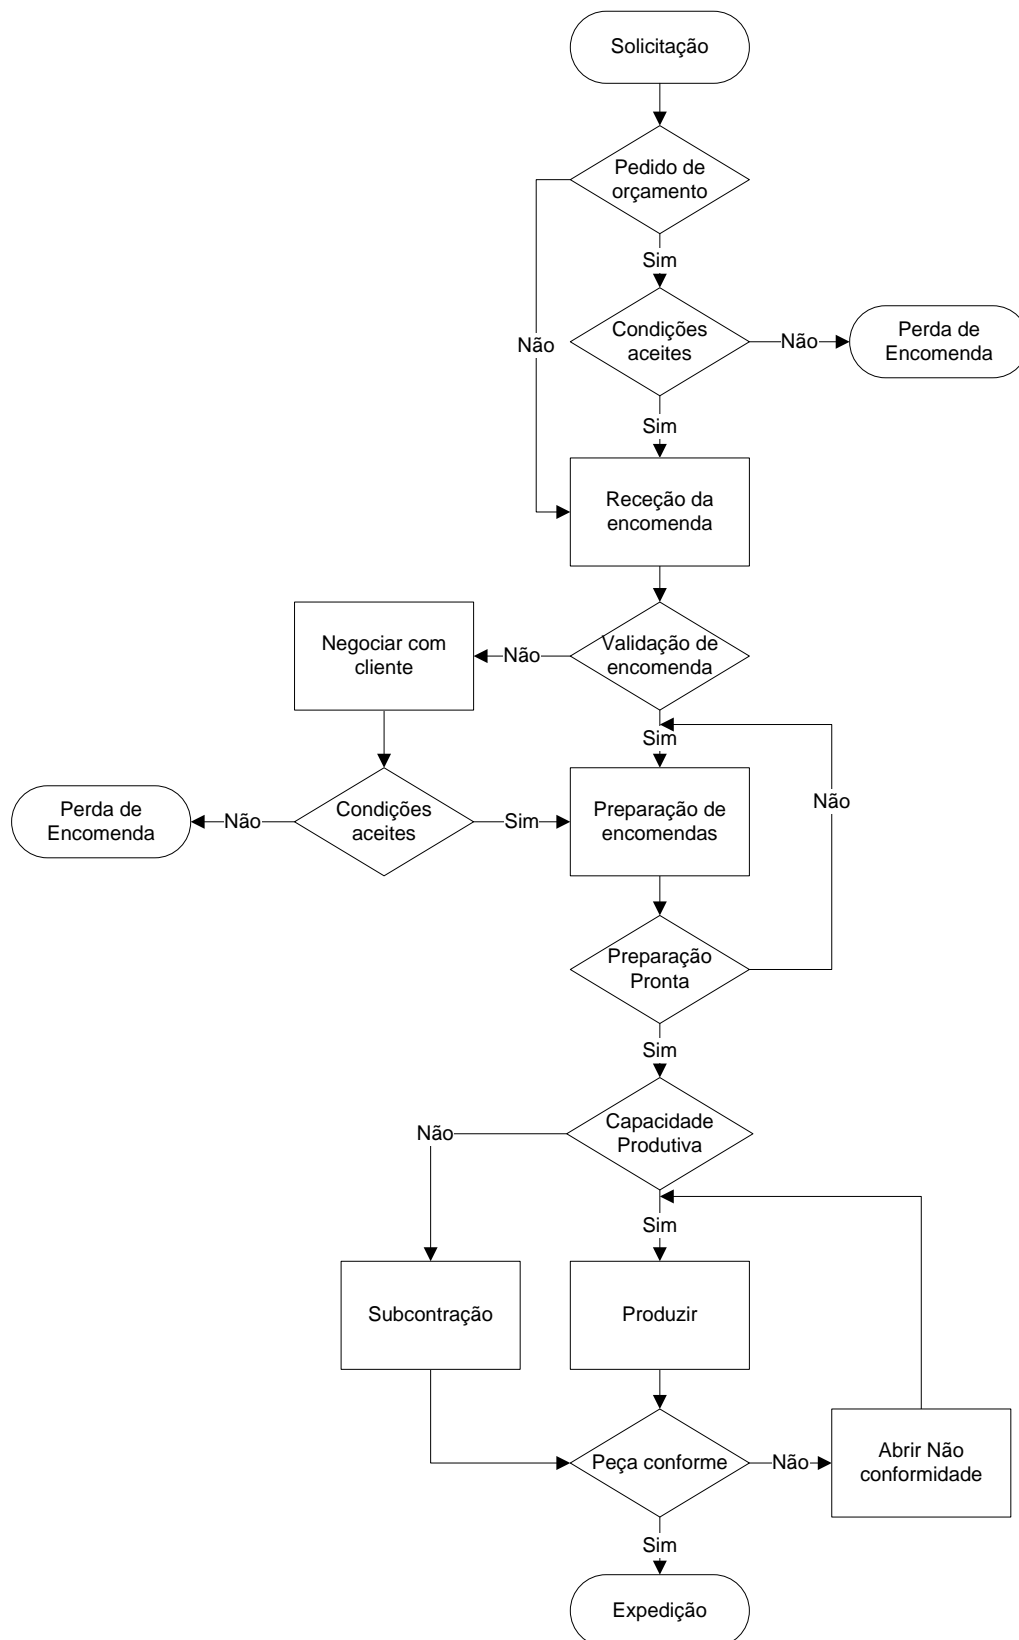 Solicitação
Pedido de
orçamento
Sim
Condições
aceites
Não
Perda de
Encomenda
Não
Sim
Receção da
encomenda
Negociar com
cliente
Não
Validação de
encomenda
Sim
Perda de
Encomenda
Não
Condições
aceites
Sim
Preparação de
encomendas
Não
Preparação
Pronta
Sim
Capacidade
Produtiva
Não
Sim
Subcontração
Produzir
Peça conforme
Não
Abrir Não
conformidade
Sim
Expedição